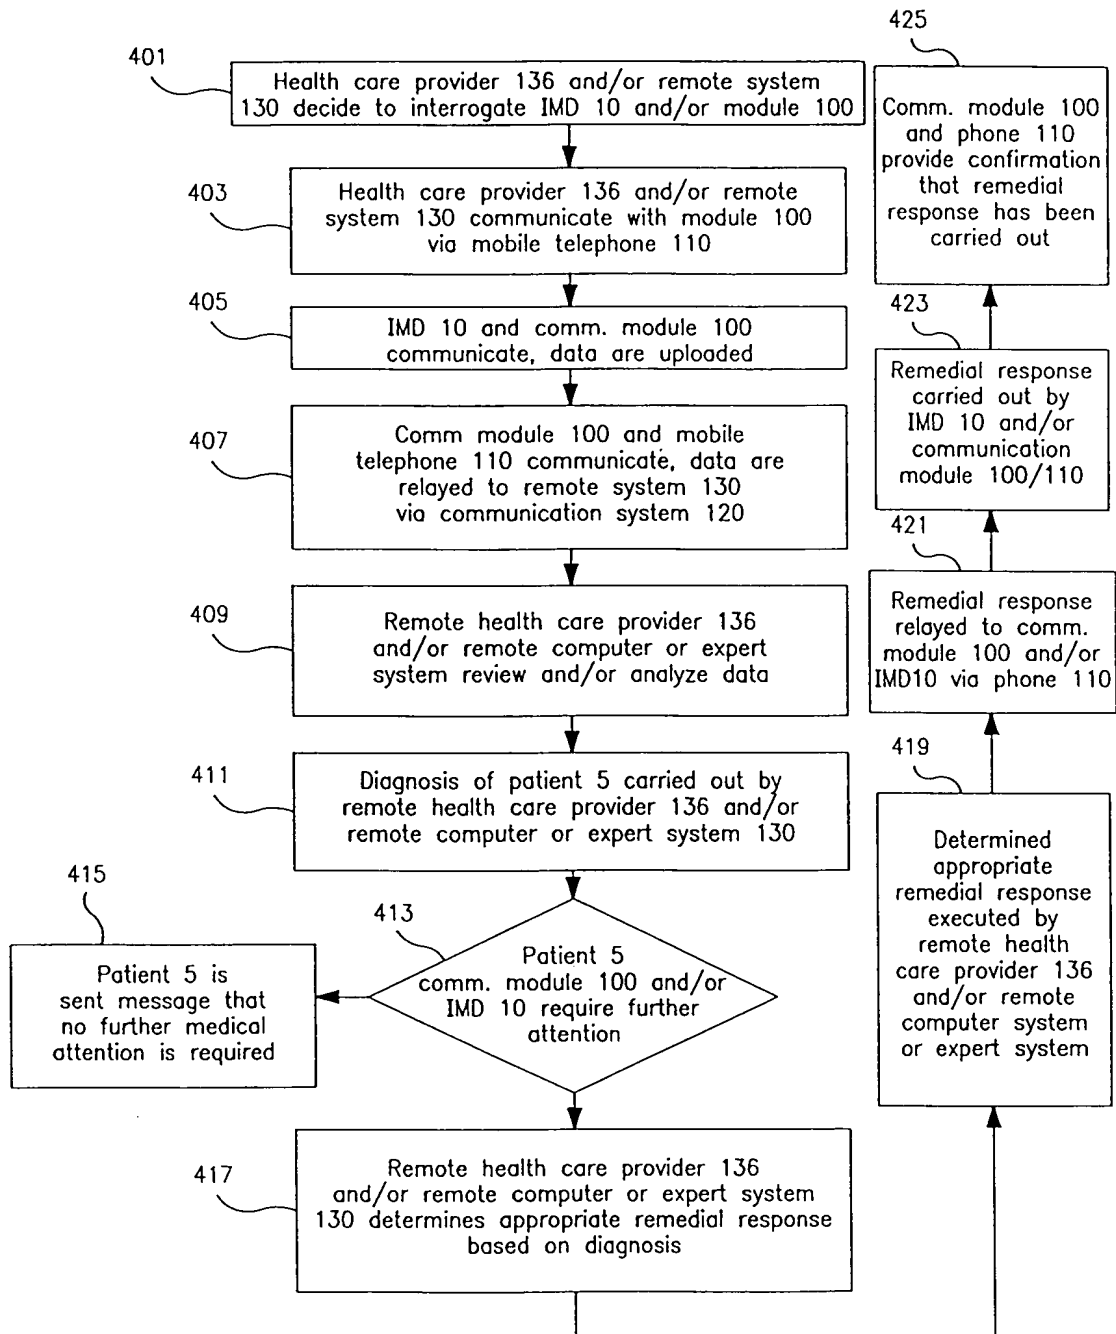 401
Health care provider 136 and/or remote system
130 decide to interrogate IMD 10 and/or module 100
403
Health care provider 136 and/or remote
system 130 communicate with module 100
via mobile telephone 110
405
IMD 10 and comm. module 100
communicate, data are uploaded
407
Comm module 100 and mobile
telephone 110 communicate, data are
relayed to remote system 130
via communication system 120
409
Remote health care provider 136
and/or remote computer or expert
system review and/or analyze data
411
Diagnosis of patient 5 carried out by
remote health care provider 136 and/or
remote computer or expert system 130
413
Patient 5
comm. module 100 and/or
IMD 10 require further
attention
415
Patient 5 is
sent message that
no further medical
attention is required
417
Remote health care provider 136
and/or remote computer or expert system
130 determines appropriate remedial response
based on diagnosis
419
Determined
appropriate
remedial response
executed by
remote health
care provider 136
and/or remote
computer system
or expert system
421
Remedial response
relayed to comm.
module 100 and/or
IMD10 via phone 110
423
Remedial response
carried out by
IMD 10 and/or
communication
module 100/110
425
Comm. module 100
and phone 110
provide confirmation
that remedial
response has been
carried out